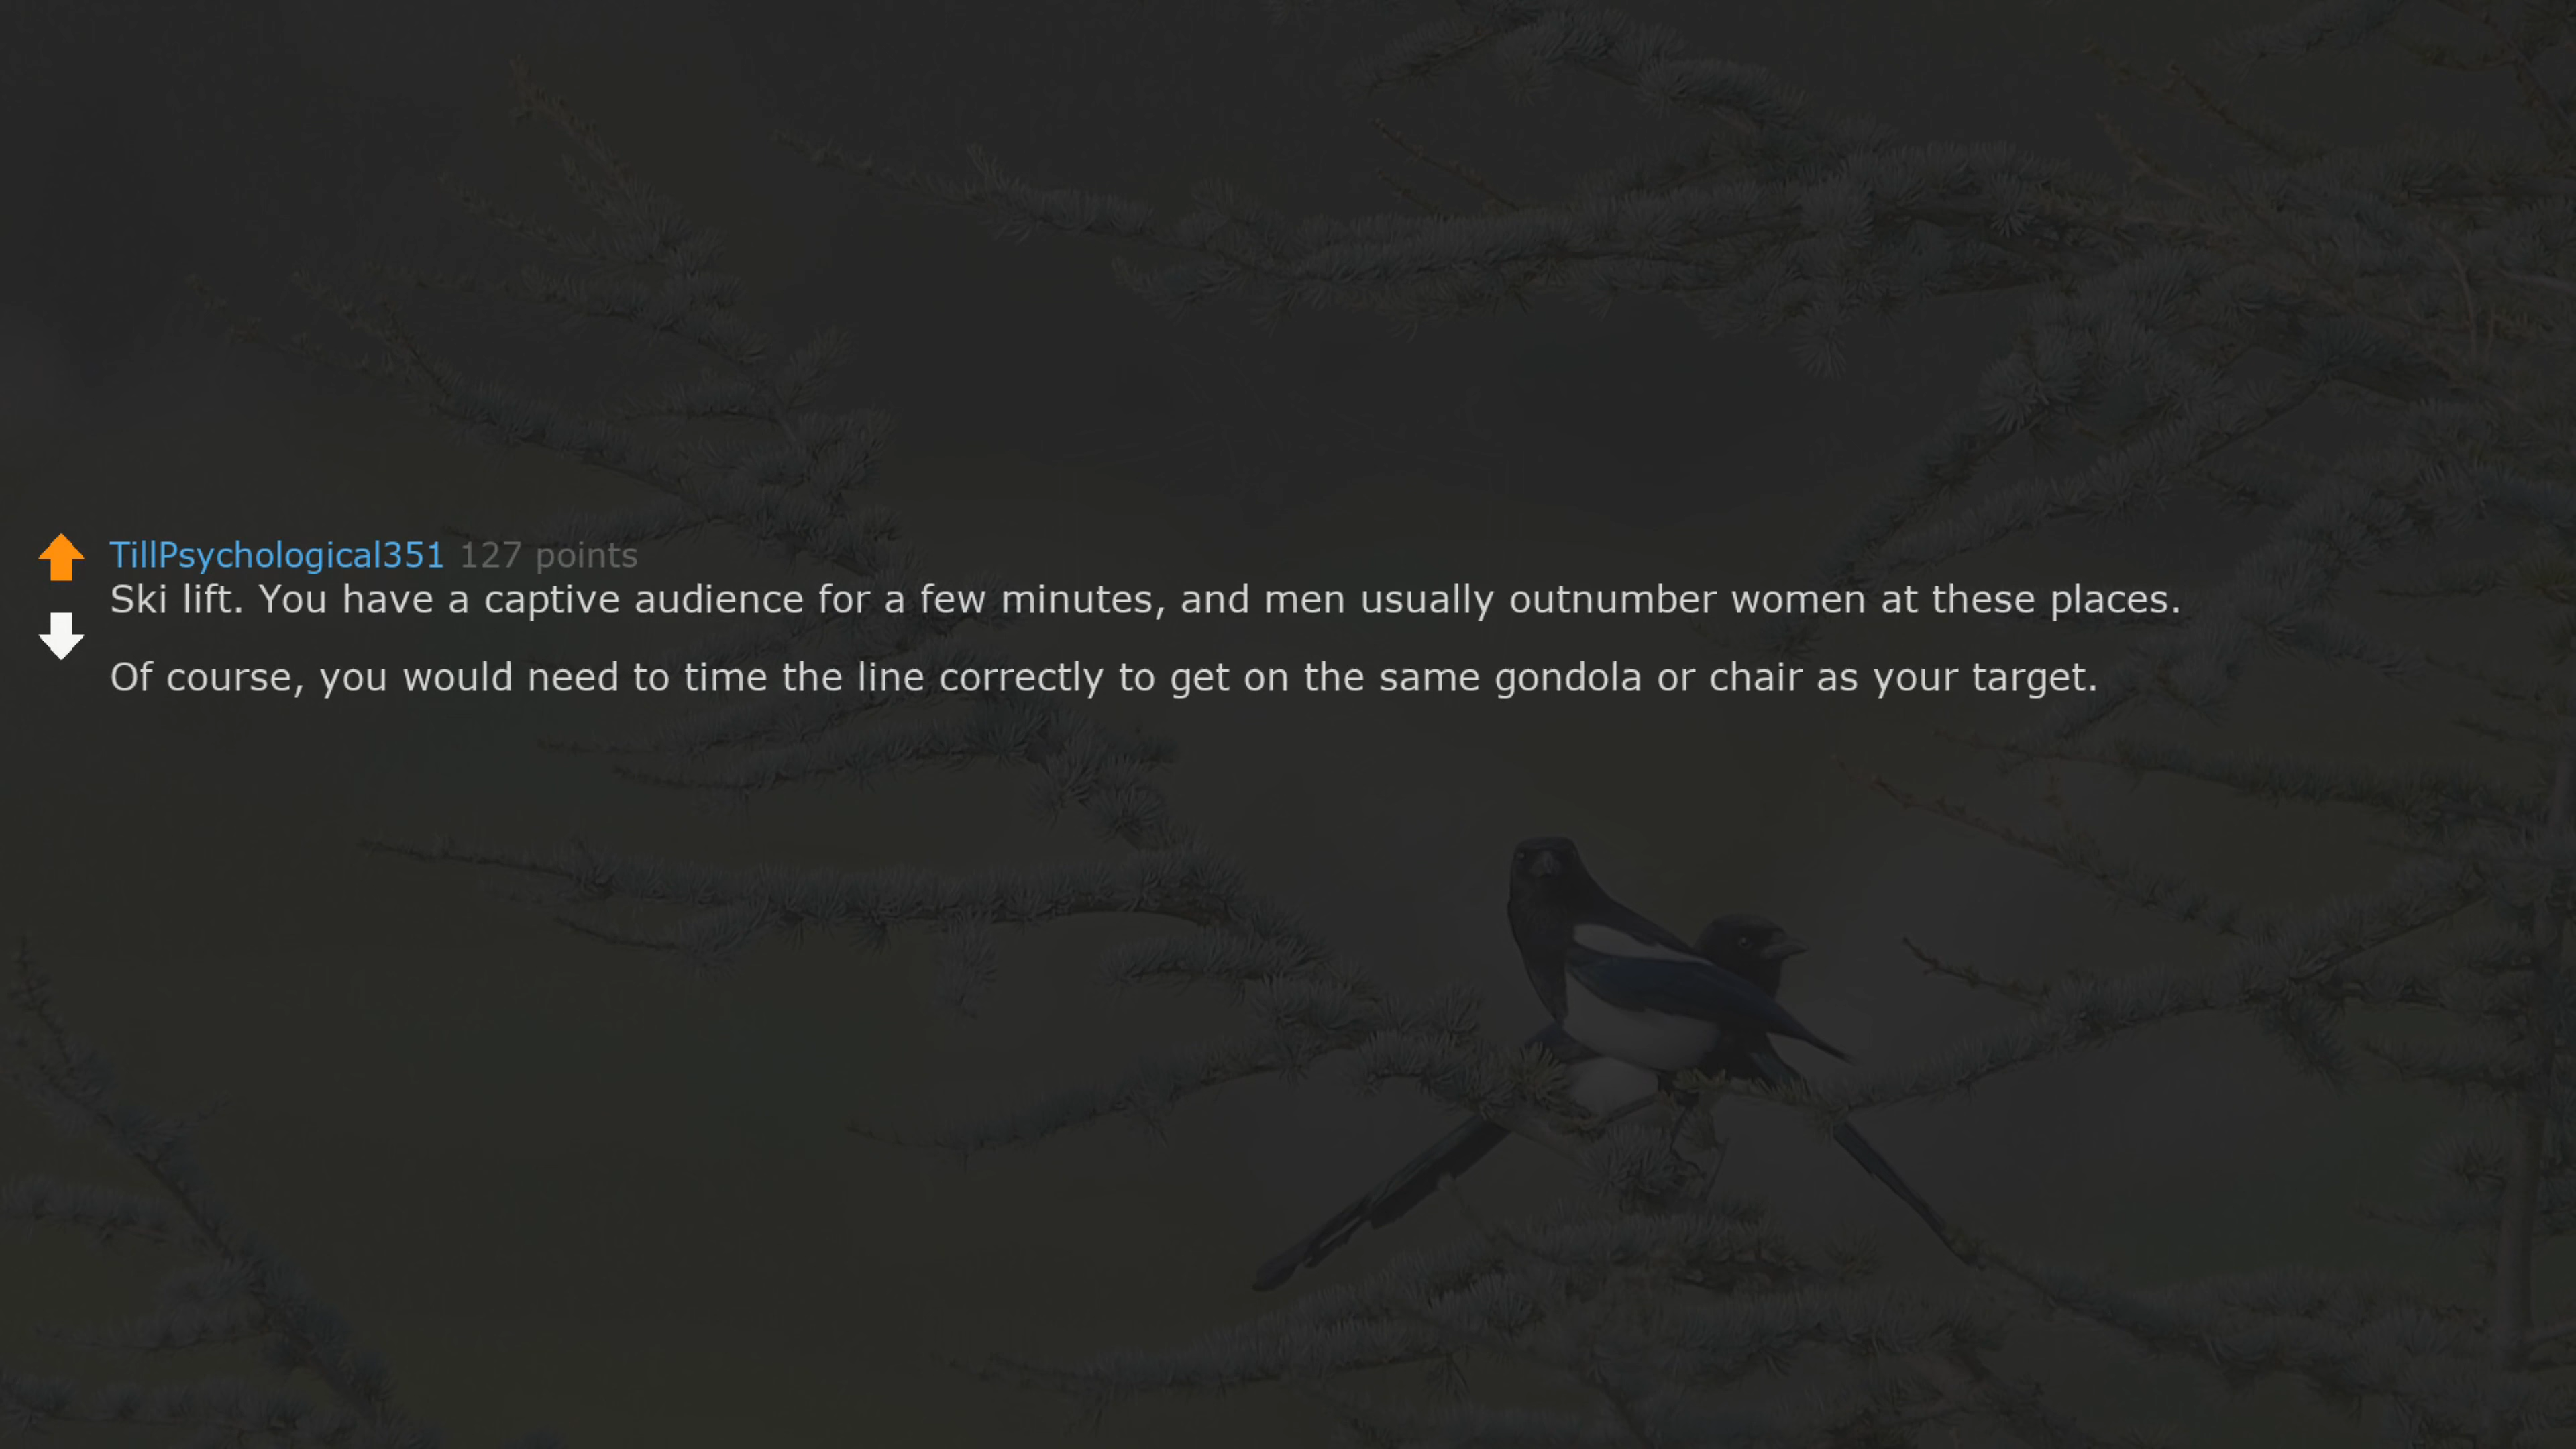 TillPsychological351 127 points
Ski lift. You have a captive audience for a few minutes, and men usually outnumber women at these places.
Of course, you would need to time the line correctly to get on the same gondola or chair as your target.